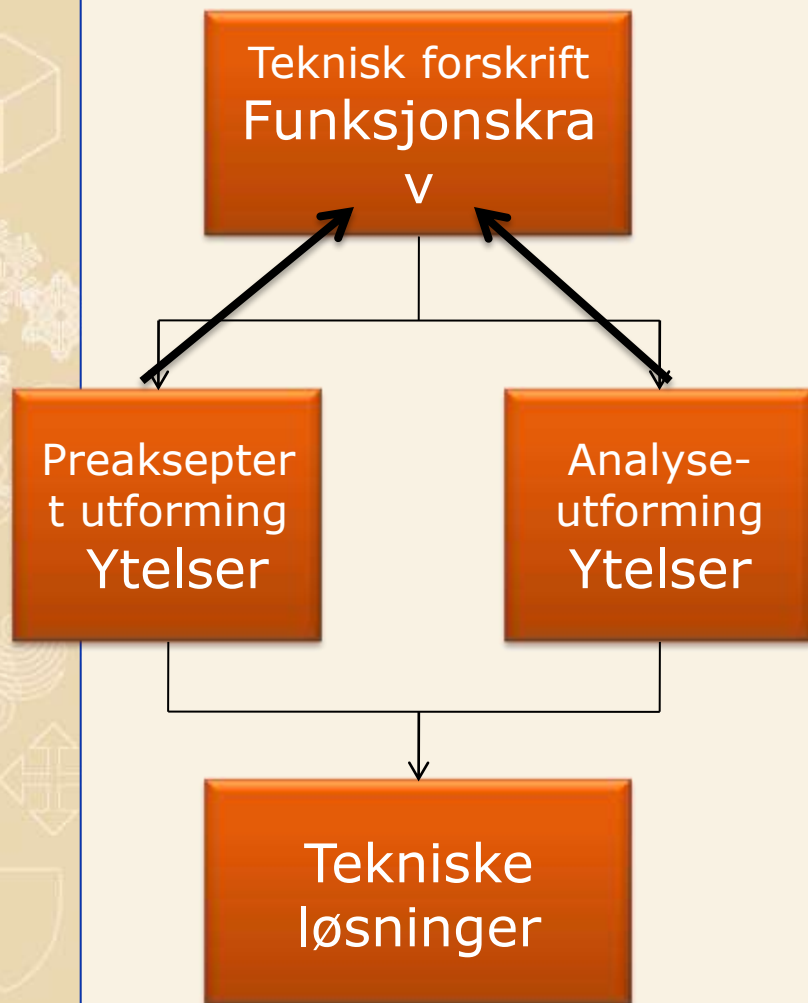 Teknisk forskrift
Funksjonskra
v
Preaksepter
t utforming
Ytelser
Analyse-
utforming
Ytelser
Tekniske
løsninger